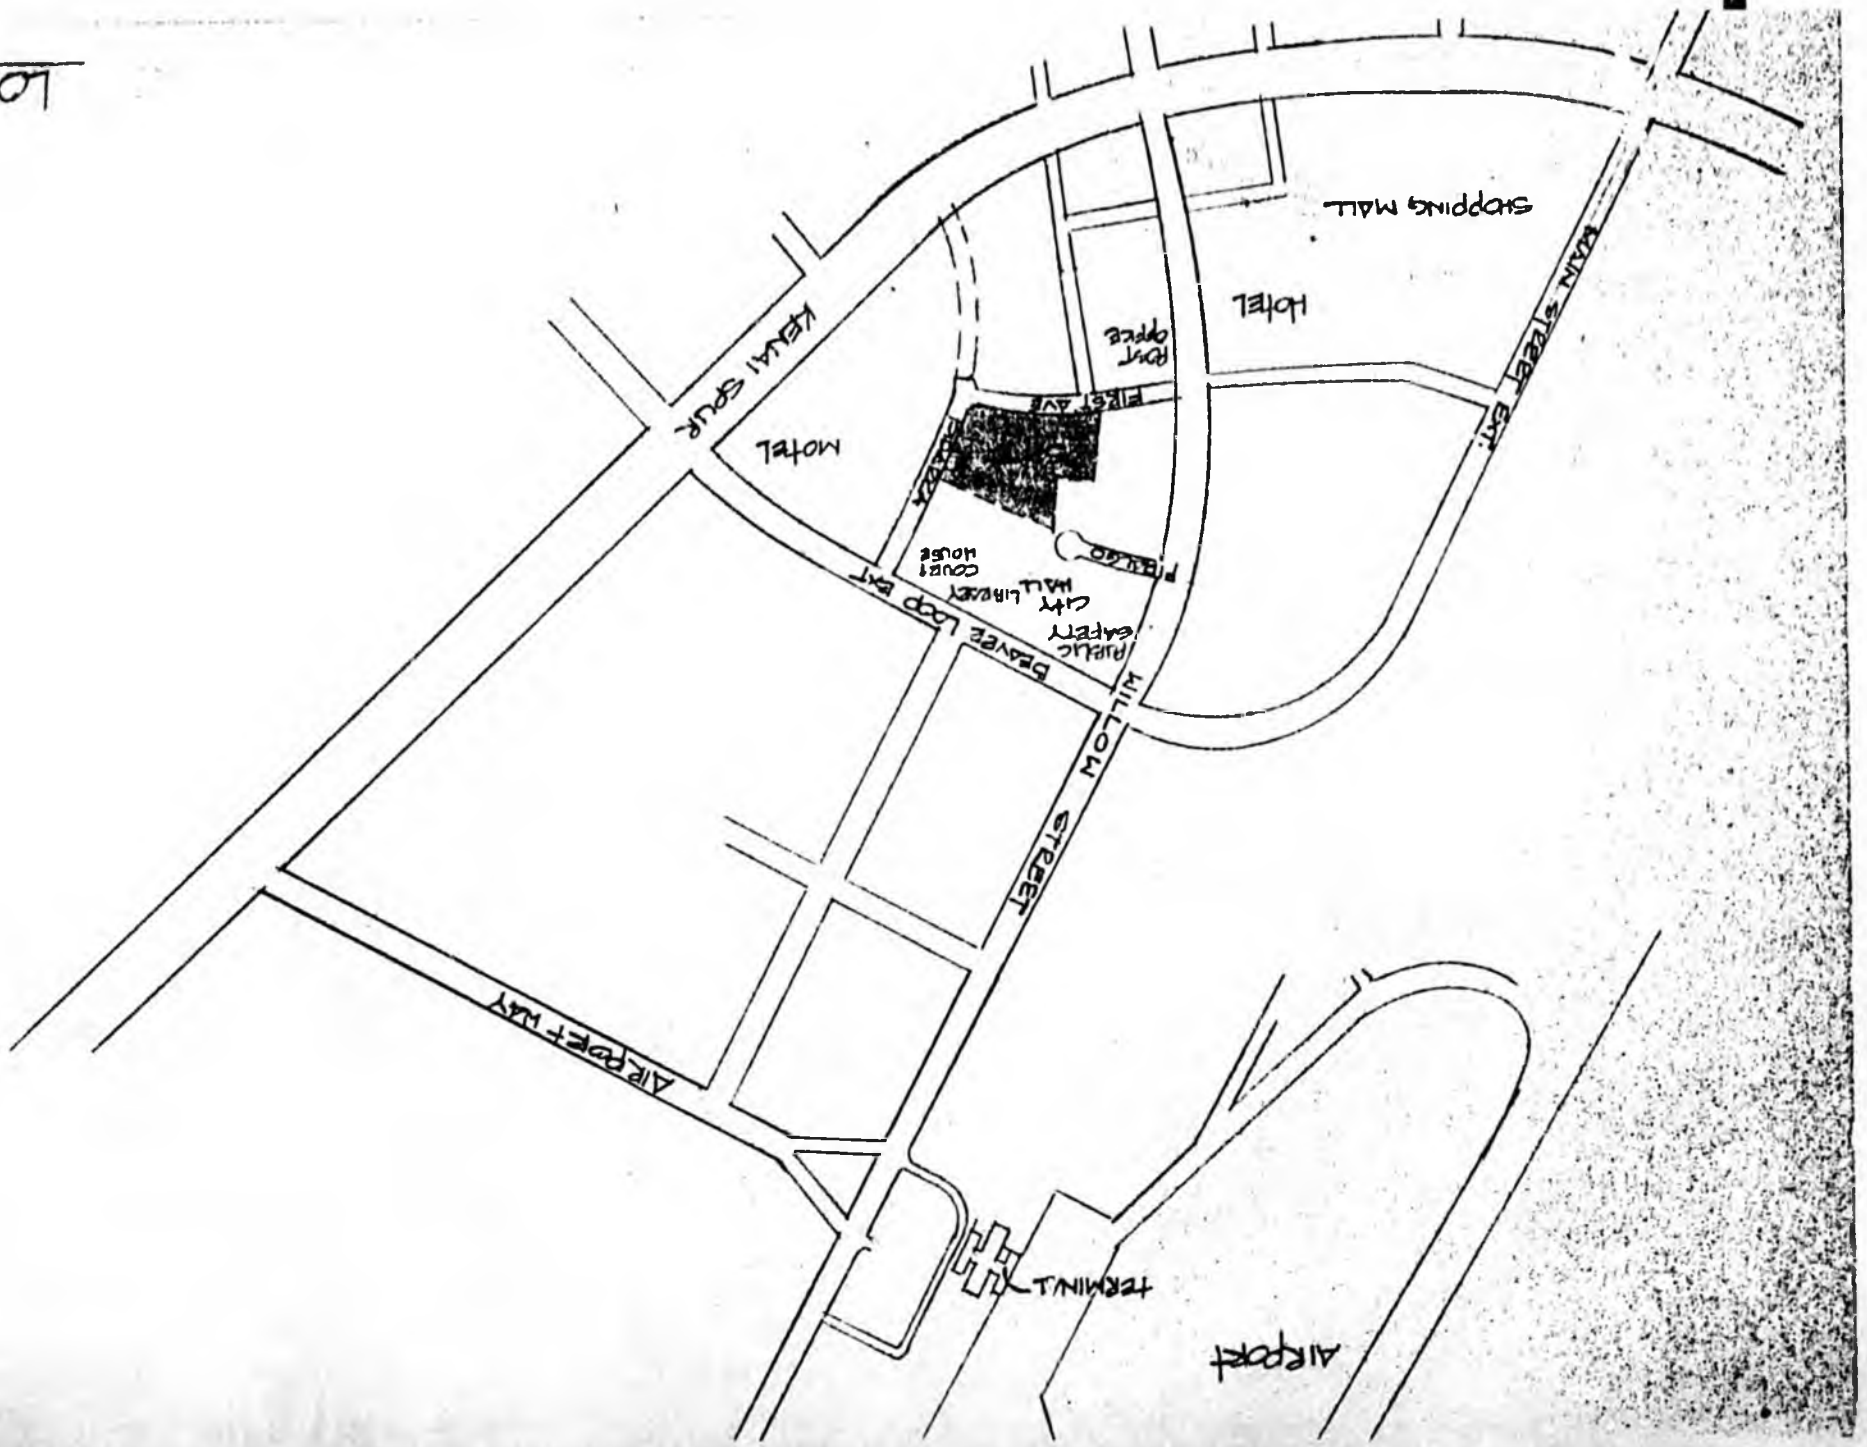 LO
SHOPPING MALL
MAIN STREET EXT.
HOTEL
POST
OFFICE
FIRST AVE
KENAI SPUR
MOTEL
COURT
HOUSE
LIBRARY
CITY
HALL
PUBLIC
SAFETY
BEAVER LOOP EXT
WILLOW STREET
AIRPORT WAY
AIRPORT